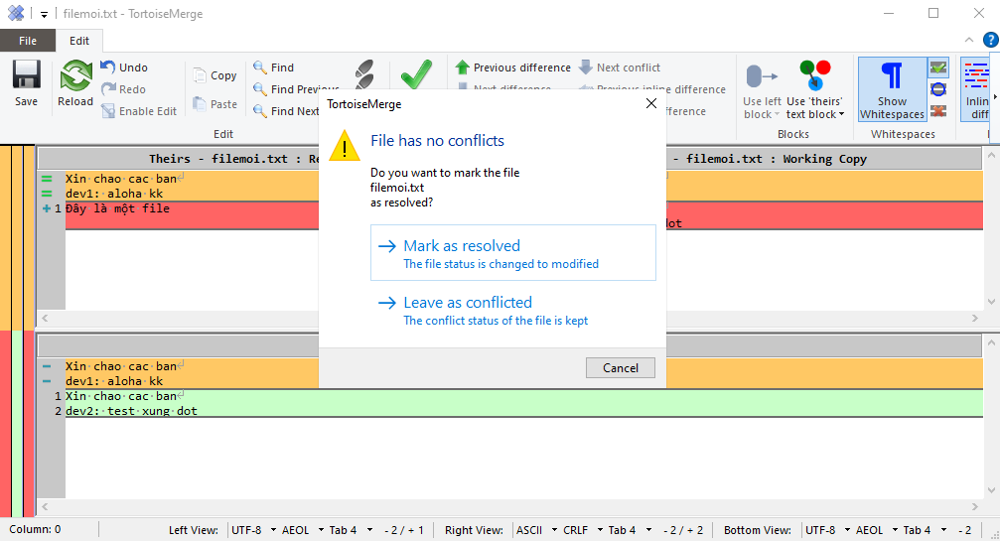 filemoi.txt - TortoiseMerge
File
Edit
Save
Reload
Undo
Redo
Enable Edit
Copy
Paste
Find
Find Previous
Find Next
Edit
Previous difference
Next conflict
Next difference
Previous inline difference
difference
Use left block
Use 'theirs' text block
Blocks
Show Whitespaces
Whitespaces
Inlin
diff
TortoiseMerge
File has no conflicts
Do you want to mark the file
filemoi.txt
as resolved?
Mark as resolved
The file status is changed to modified
Leave as conflicted
The conflict status of the file is kept
Cancel
Theirs - filemoi.txt : Re
- filemoi.txt : Working Copy
Xin chao cac ban
dev1: aloha kk
1 Đây là một file
dot
Xin chao cac ban
dev1: aloha kk
1 Xin chao cac ban
2 dev2: test xung dot
Column: 0 Left View: UTF-8 AEOL Tab 4 - 2 / + 1 Right View: ASCII CRLF Tab 4 - 2 / + 2 Bottom View: UTF-8 AEOL Tab 4 - 2